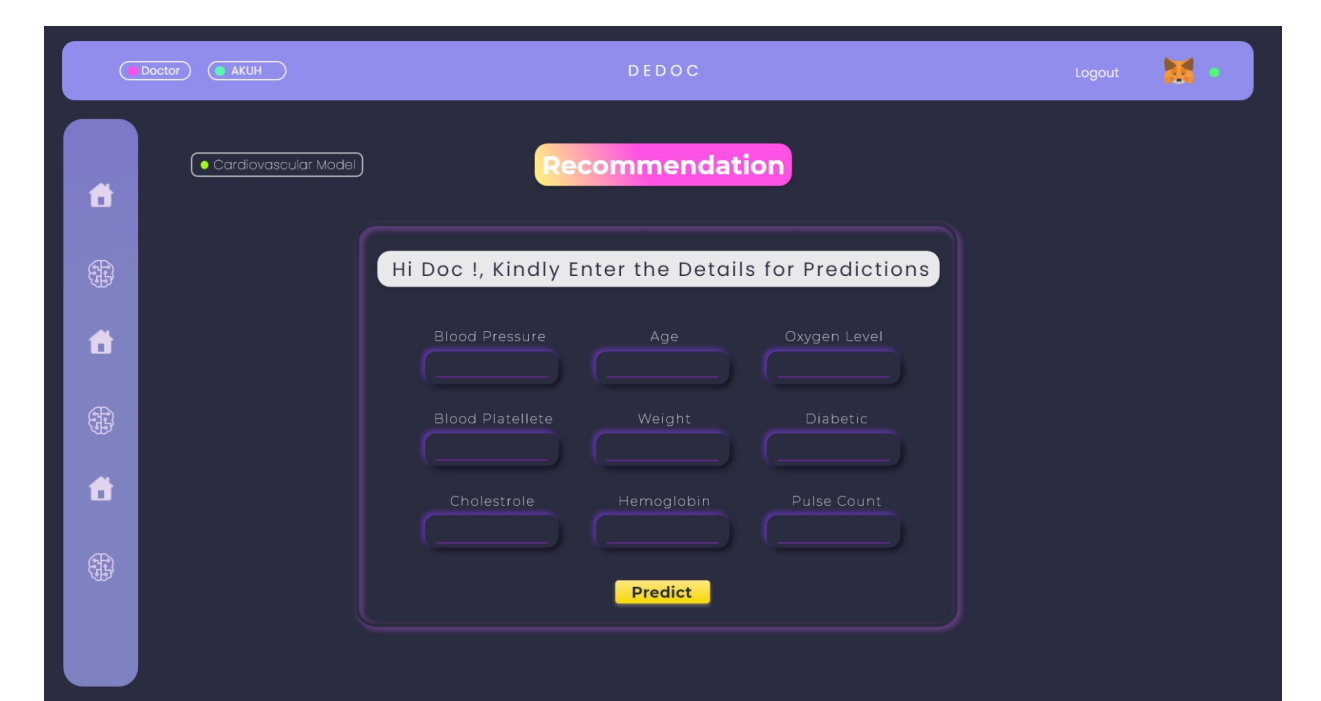 Doctor
AKUH
DEDOC
Logout
Cardiovascular Model
Recommendation
Hi Doc !, Kindly Enter the Details for Predictions
Blood Pressure
Age
Oxygen Level
Blood Platellete
Weight
Diabetic
Cholestrole
Hemoglobin
Pulse Count
Predict